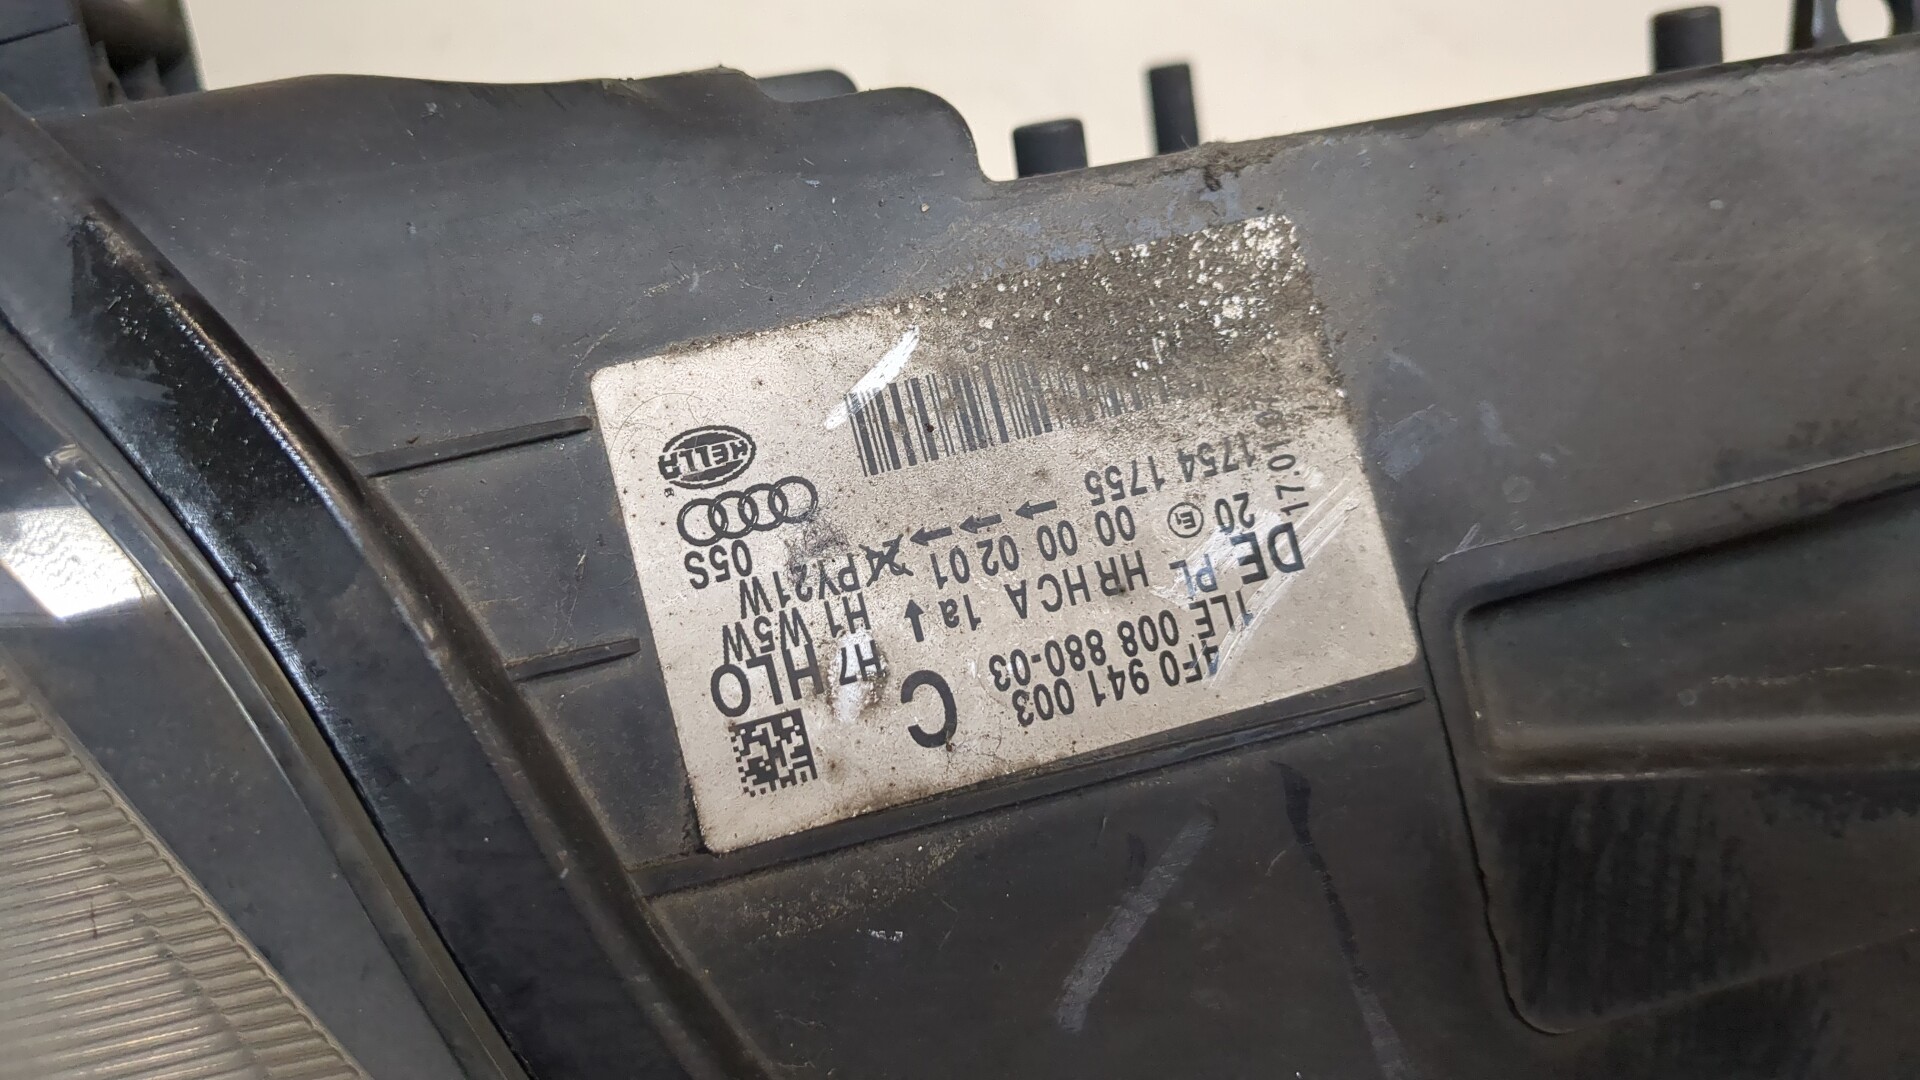 4F0 941 003
1LE 008 880-03
C
HLO
DE PL HR HC A 1a
H7 H1 W5W
20 E1 00 00 02 01
PY21W
1754 1755
05S
HELLA